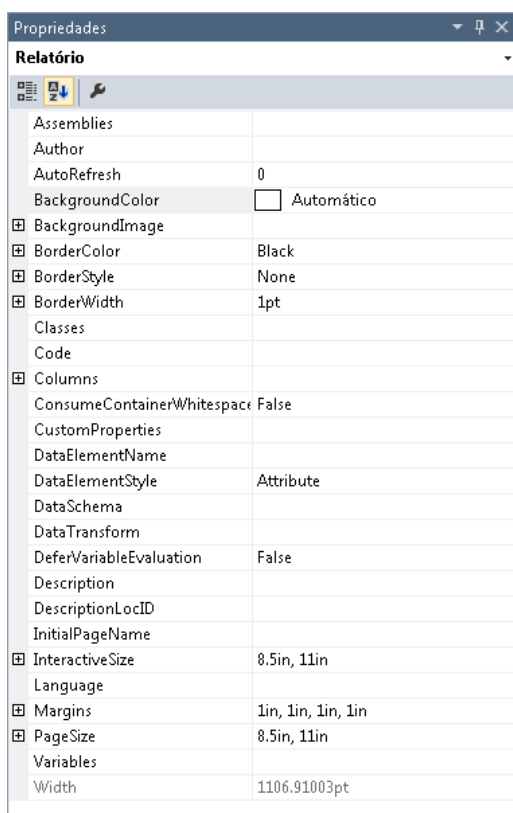 Propriedades
Relatório
Assemblies
Author
AutoRefresh 0
BackgroundColor Automático
BackgroundImage
BorderColor Black
BorderStyle None
BorderWidth 1pt
Classes
Code
Columns
ConsumeContainerWhitespace False
CustomProperties
DataElementName
DataElementStyle Attribute
DataSchema
DataTransform
DeferVariableEvaluation False
Description
DescriptionLocID
InitialPageName
InteractiveSize 8.5in, 11in
Language
Margins 1in, 1in, 1in, 1in
PageSize 8.5in, 11in
Variables
Width 1106.91003pt